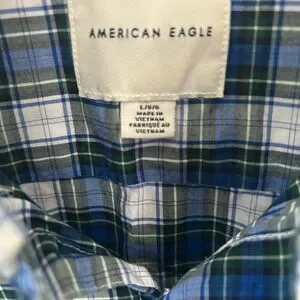 AMERICAN EAGLE
L/G/G
MADE IN
VIETNAM
FABRIQUÉ AU
VIETNAM